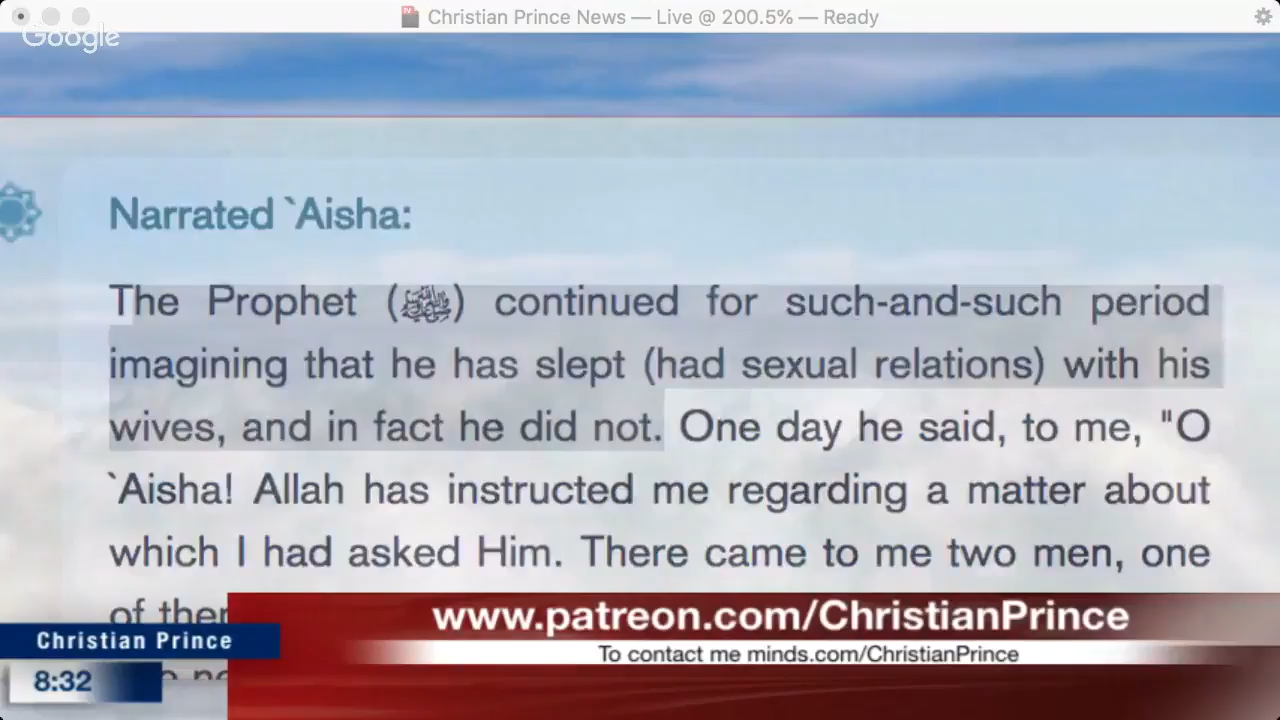 Christian Prince News — Live @ 200.5% — Ready
Google
Narrated `Aisha:
The Prophet (ﷺ) continued for such-and-such period
imagining that he has slept (had sexual relations) with his
wives, and in fact he did not. One day he said, to me, "O
`Aisha! Allah has instructed me regarding a matter about
which I had asked Him. There came to me two men, one
of
www.patreon.com/ChristianPrince
Christian Prince
To contact me minds.com/ChristianPrince
8:32